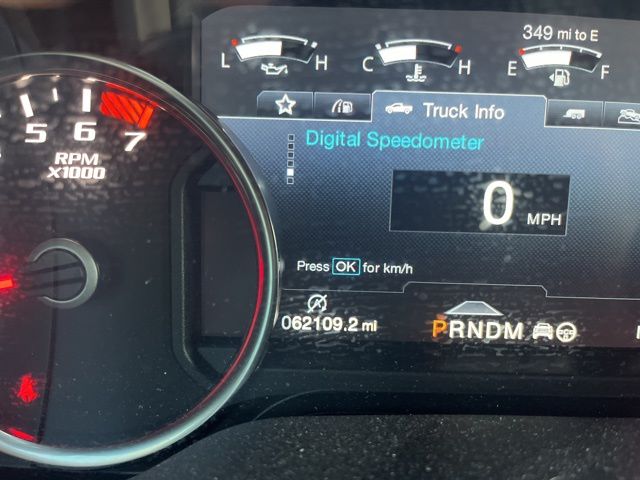 349 mi to E
L H
C H
E F
Truck Info
Digital Speedometer
5 6 7
RPM
X1000
0 MPH
Press OK for km/h
062109.2 mi
PRNDM
ECO